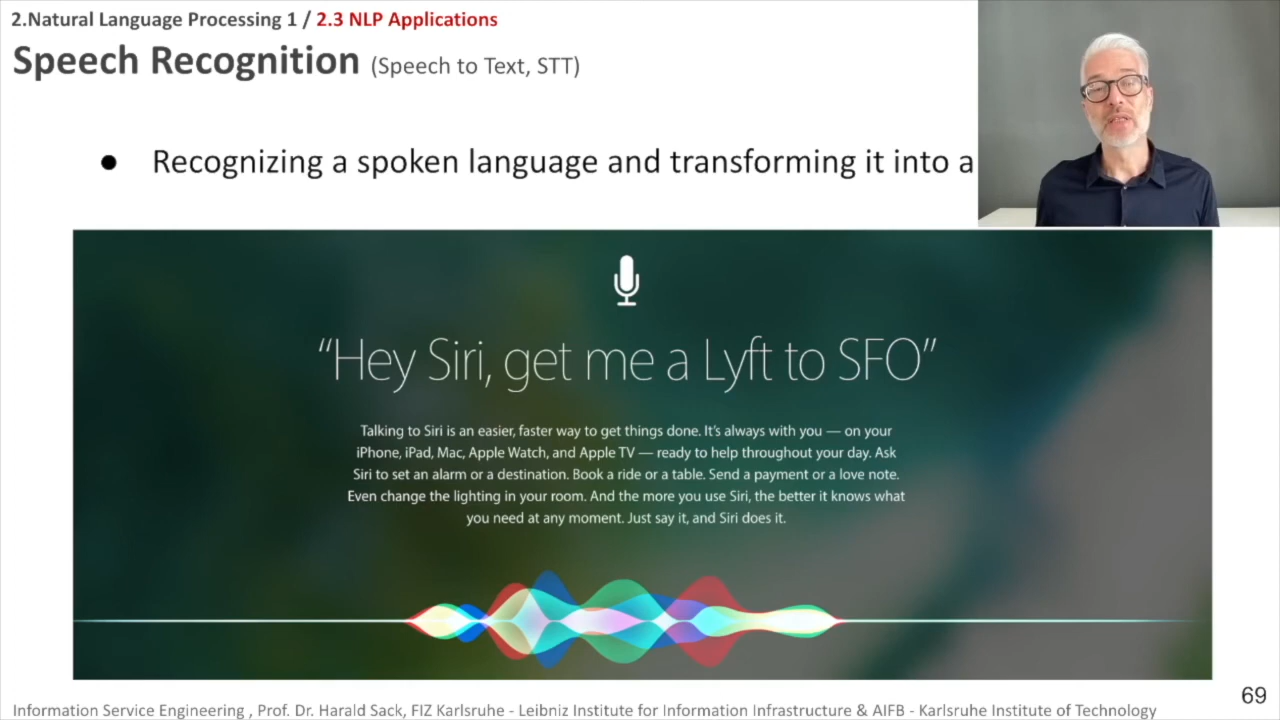 2.Natural Language Processing 1 / 2.3 NLP Applications
Speech Recognition (Speech to Text, STT)
● Recognizing a spoken language and transforming it into a
“Hey Siri, get me a Lyft to SFO”
Talking to Siri is an easier, faster way to get things done. It’s always with you — on your
iPhone, iPad, Mac, Apple Watch, and Apple TV — ready to help throughout your day. Ask
Siri to set an alarm or a destination. Book a ride or a table. Send a payment or a love note.
Even change the lighting in your room. And the more you use Siri, the better it knows what
you need at any moment. Just say it, and Siri does it.
69
Information Service Engineering , Prof. Dr. Harald Sack, FIZ Karlsruhe - Leibniz Institute for Information Infrastructure & AIFB - Karlsruhe Institute of Technology